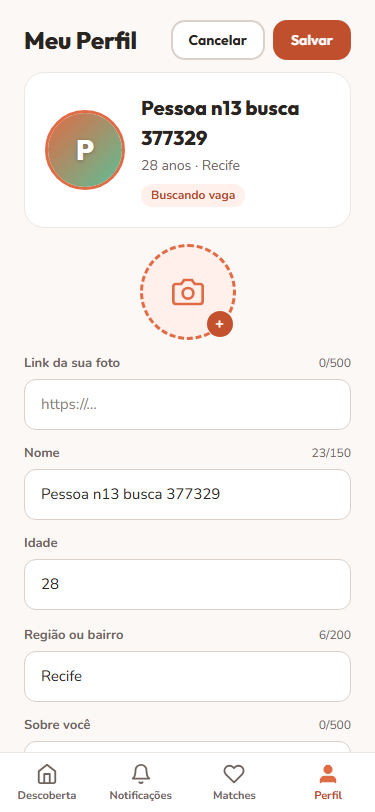 Meu Perfil
Cancelar
Salvar
P
Pessoa n13 busca
377329
28 anos · Recife
Buscando vaga
+
Link da sua foto
0/500
https://...
Nome
23/150
Pessoa n13 busca 377329
Idade
28
Região ou bairro
6/200
Recife
Sobre você
0/500
Descoberta
Notificações
Matches
Perfil